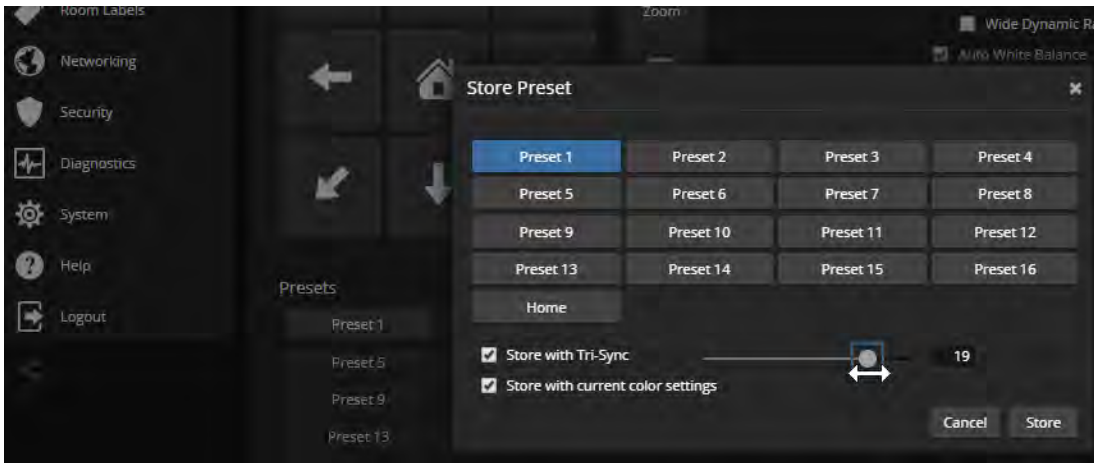 Room Labels
Networking
Security
Diagnostics
System
Help
Logout
Zoom
Wide Dynamic
Auto White Balance
Presets
Preset 1
Preset 5
Preset 9
Preset 13
Store Preset
Preset 1 Preset 2 Preset 3 Preset 4
Preset 5 Preset 6 Preset 7 Preset 8
Preset 9 Preset 10 Preset 11 Preset 12
Preset 13 Preset 14 Preset 15 Preset 16
Home
Store with Tri-Sync 19
Store with current color settings
Cancel Store